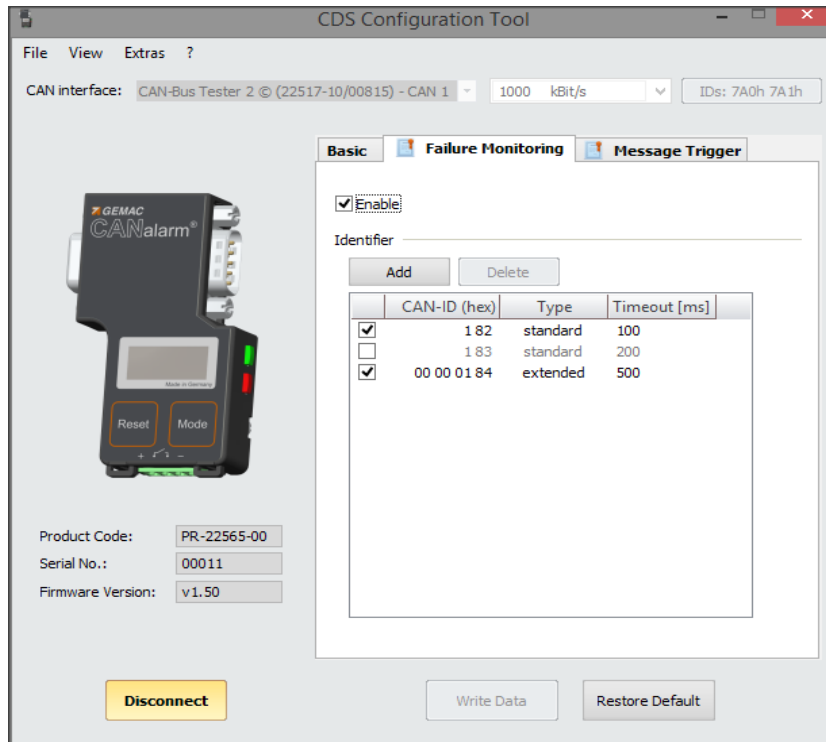 CDS Configuration Tool
File View Extras ?
CAN interface: CAN-Bus Tester 2 © (22517-10/00815) - CAN 1 1000 kBit/s IDs: 7A0h 7A1h
Basic Failure Monitoring Message Trigger
Enable
Identifier
Add Delete
CAN-ID (hex) Type Timeout [ms]
1 82 standard 100
1 83 standard 200
00 00 01 84 extended 500
GEMAC
CANalarm®
Made in Germany
Reset Mode
+ -
Product Code: PR-22565-00
Serial No.: 00011
Firmware Version: v1.50
Disconnect Write Data Restore Default